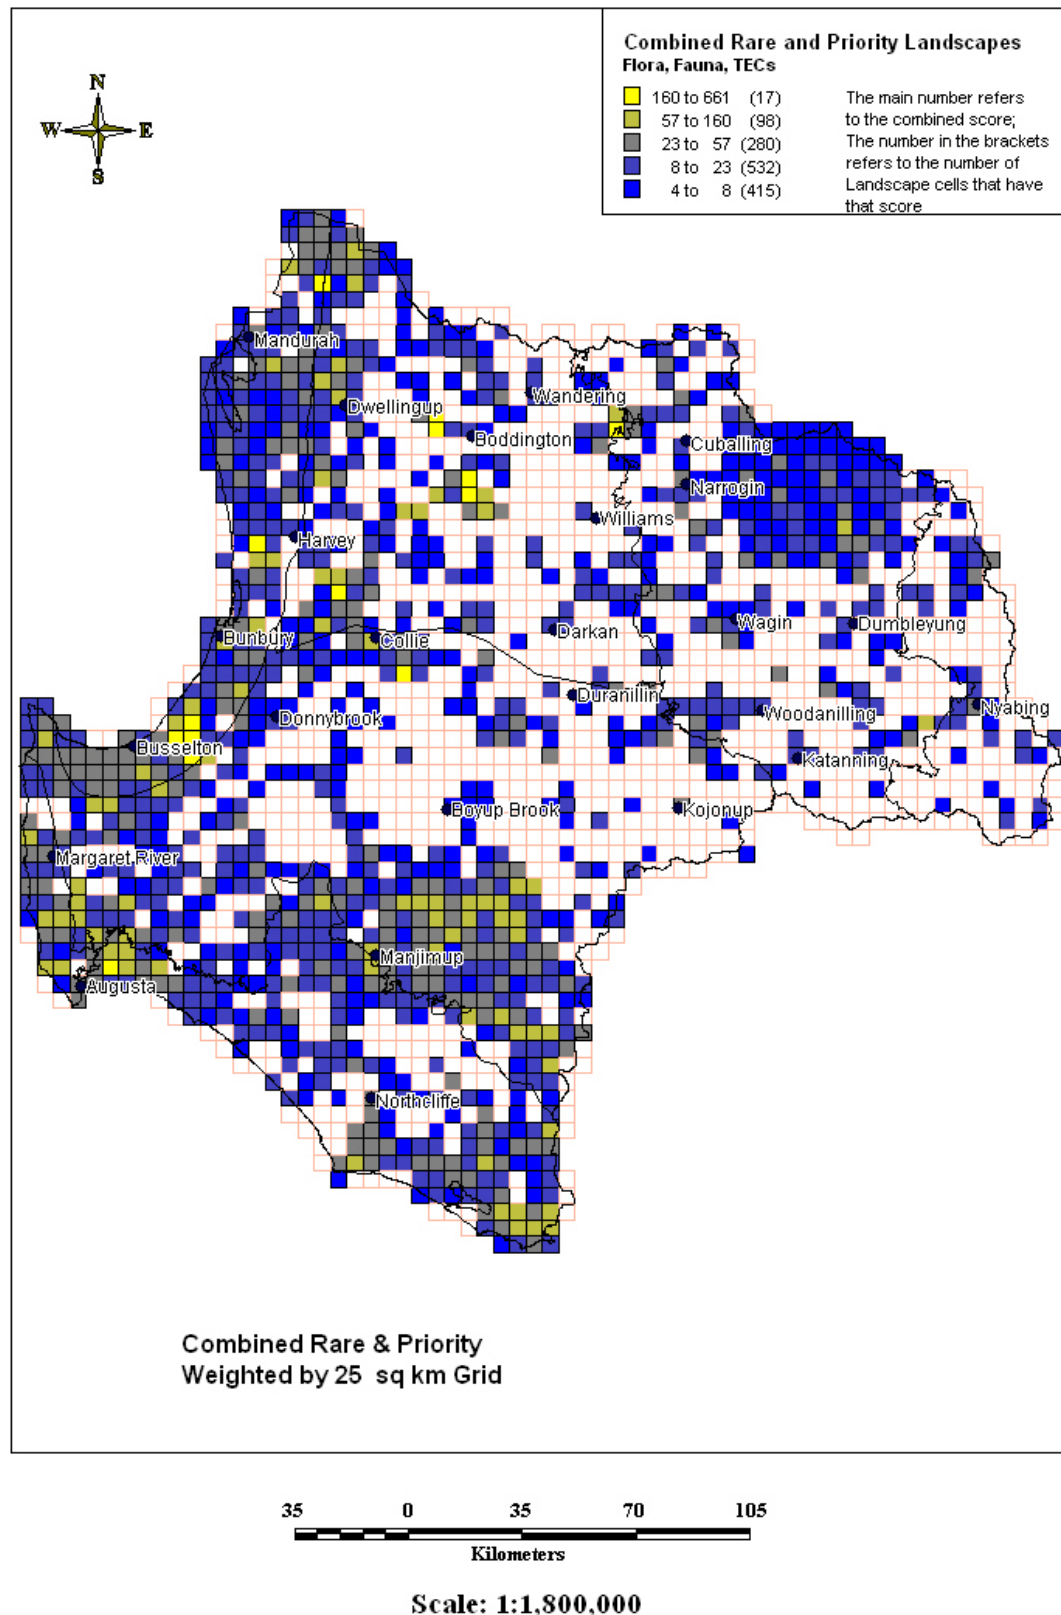 Combined Rare and Priority Landscapes
Flora, Fauna, TECs
160 to 661 (17)
57 to 160 (98)
23 to 57 (280)
8 to 23 (532)
4 to 8 (415)
The main number refers
to the combined score;
The number in the brackets
refers to the number of
Landscape cells that have
that score
N
W E
S
Mandurah
Wandering
Dwellingup
Boddington
Cuballing
Narrogin
Williams
Harvey
Wagin
Dumbleyung
Darkan
Bunbury
Collie
Duranillin
Nyabing
Woodanilling
Donnybrook
Busselton
Katanning
Boyup Brook
Kojonup
Margaret River
Manjimup
Augusta
Northcliffe
Combined Rare & Priority
Weighted by 25 sq km Grid
35 0 35 70 105
Kilometers
Scale: 1:1,800,000